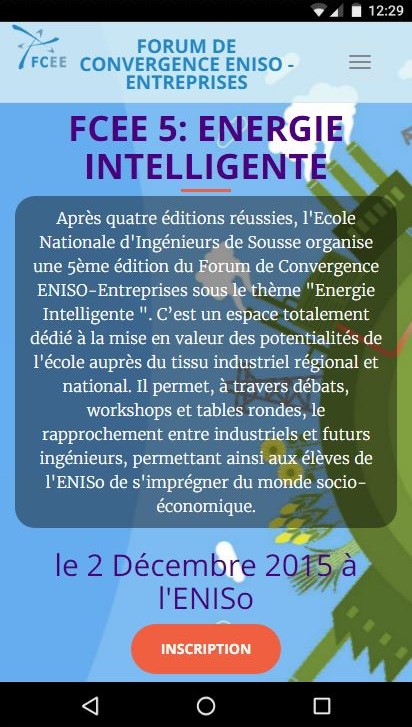 12:29
FCEE
FORUM DE
CONVERGENCE ENISO -
ENTREPRISES
FCEE 5: ENERGIE
INTELLIGENTE
Après quatre éditions réussies, l'Ecole
Nationale d'Ingénieurs de Sousse organise
une 5ème édition du Forum de Convergence
ENISO-Entreprises sous le thème "Energie
Intelligente ". C’est un espace totalement
dédié à la mise en valeur des potentialités de
l'école auprès du tissu industriel régional et
national. Il permet, à travers débats,
workshops et tables rondes, le
rapprochement entre industriels et futurs
ingénieurs, permettant ainsi aux élèves de
l'ENISo de s'imprégner du monde socio-
économique.
le 2 Décembre 2015 à
l'ENISo
INSCRIPTION